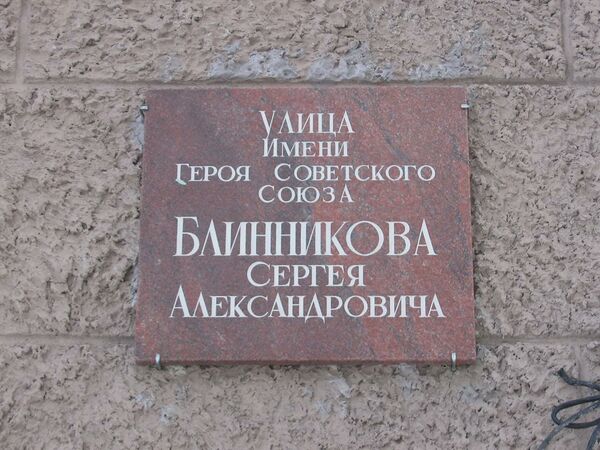 Улица
Имени
Героя Советского
Союза
Блинникова
Сергея
Александровича